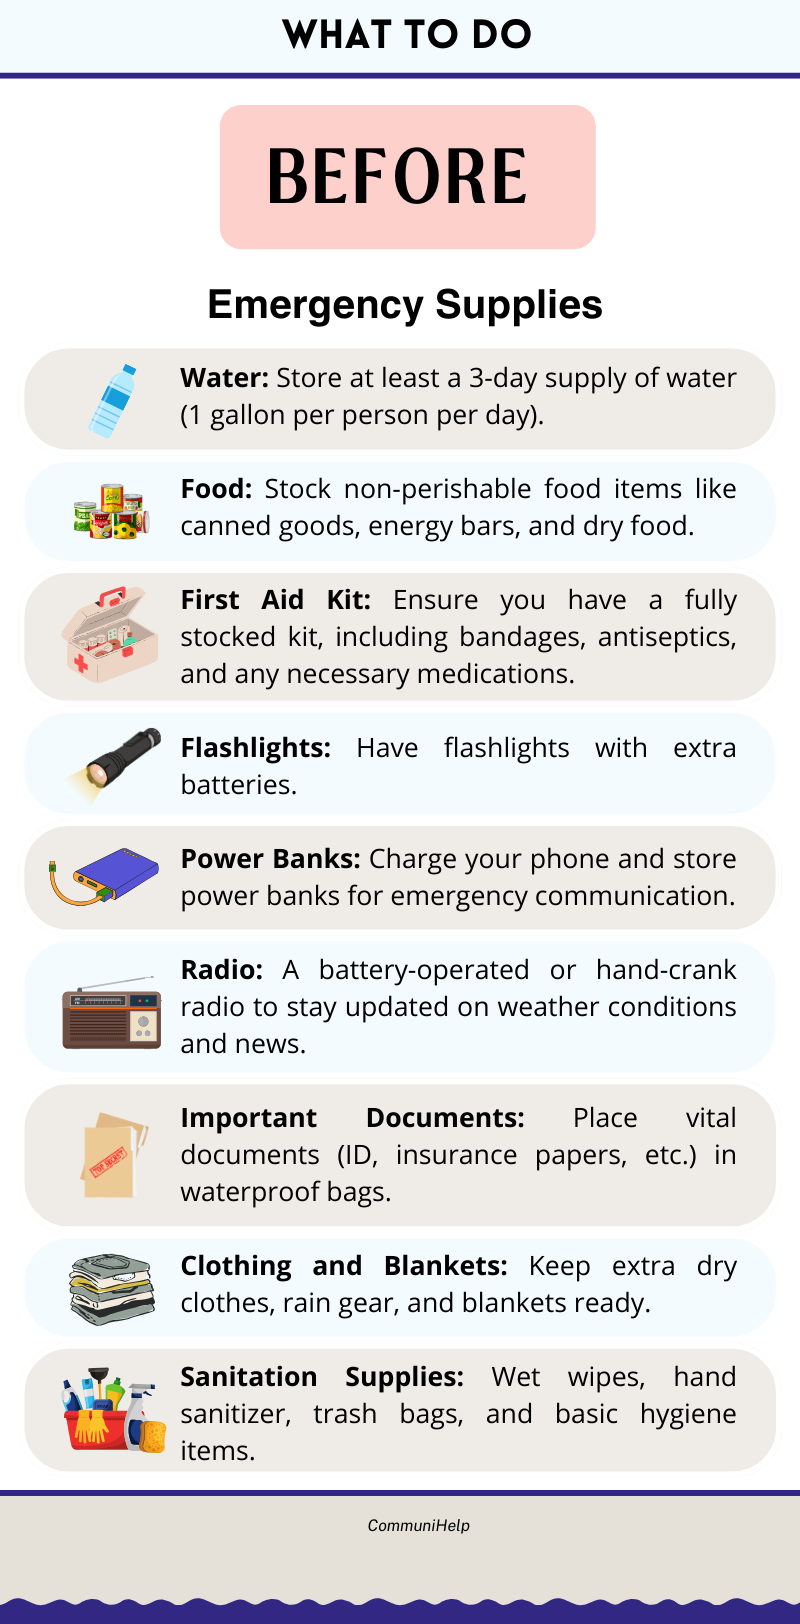 WHAT TO DO
BEFORE
Emergency Supplies
Water: Store at least a 3-day supply of water
(1 gallon per person per day).
Food: Stock non-perishable food items like
canned goods, energy bars, and dry food.
First Aid Kit: Ensure you have a fully
stocked kit, including bandages, antiseptics,
and any necessary medications.
Flashlights: Have flashlights with extra
batteries.
Power Banks: Charge your phone and store
power banks for emergency communication.
Radio: A battery-operated or hand-crank
radio to stay updated on weather conditions
and news.
Important Documents: Place vital
documents (ID, insurance papers, etc.) in
waterproof bags.
TOP SECRET
Clothing and Blankets: Keep extra dry
clothes, rain gear, and blankets ready.
Sanitation Supplies: Wet wipes, hand
sanitizer, trash bags, and basic hygiene
items.
CommuniHelp